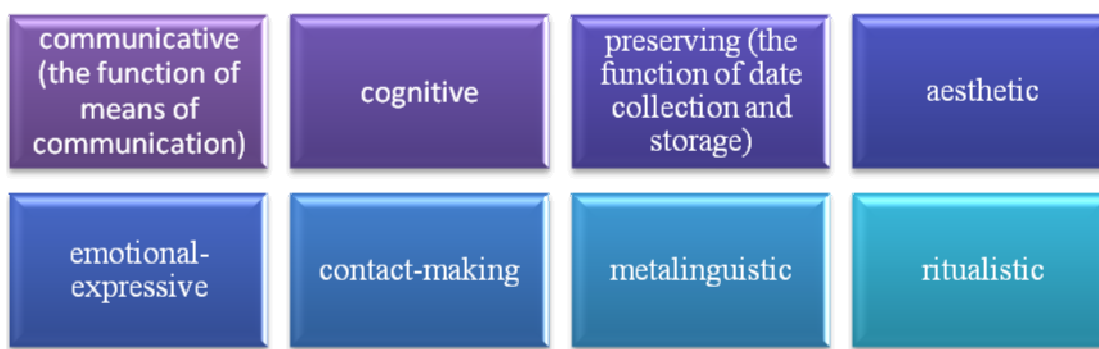 communicative
(the function of
means of
communication)
cognitive
preserving (the
function of date
collection and
storage)
aesthetic
emotional-
expressive
contact-making
metalinguistic
ritualistic